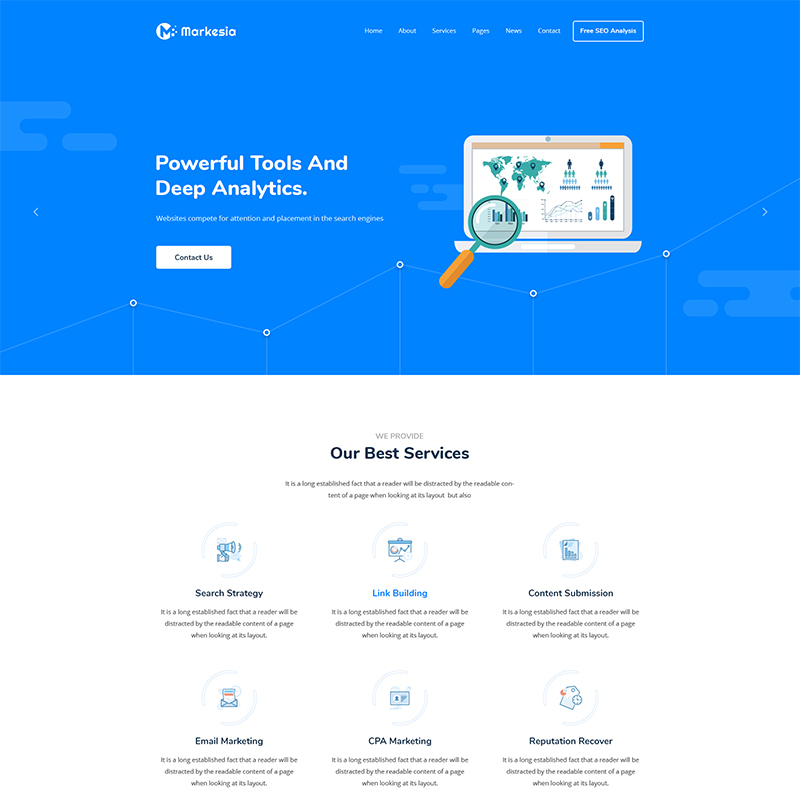 Markesia
Home About Services Pages News Contact Free SEO Analysis
Powerful Tools And
Deep Analytics.
Websites compete for attention and placement in the search engines
Contact Us
WE PROVIDE
Our Best Services
It is a long established fact that a reader will be distracted by the readable con-
tent of a page when looking at its layout but also
Search Strategy
It is a long established fact that a reader will be
distracted by the readable content of a page
when looking at its layout.
Link Building
It is a long established fact that a reader will be
distracted by the readable content of a page
when looking at its layout.
Content Submission
It is a long established fact that a reader will be
distracted by the readable content of a page
when looking at its layout.
Email Marketing
It is a long established fact that a reader will be
distracted by the readable content of a page
when looking at its layout.
CPA Marketing
It is a long established fact that a reader will be
distracted by the readable content of a page
when looking at its layout.
Reputation Recover
It is a long established fact that a reader will be
distracted by the readable content of a page
when looking at its layout.